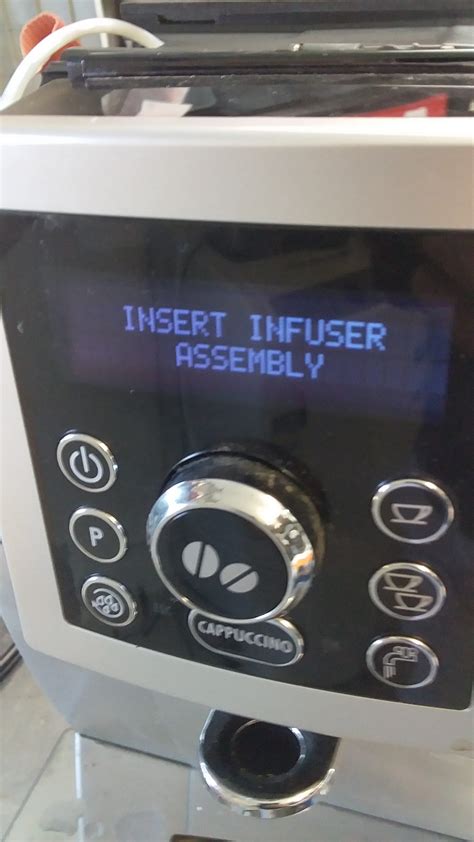 INSERT INFUSER
ASSEMBLY
P
CAPPUCCINO